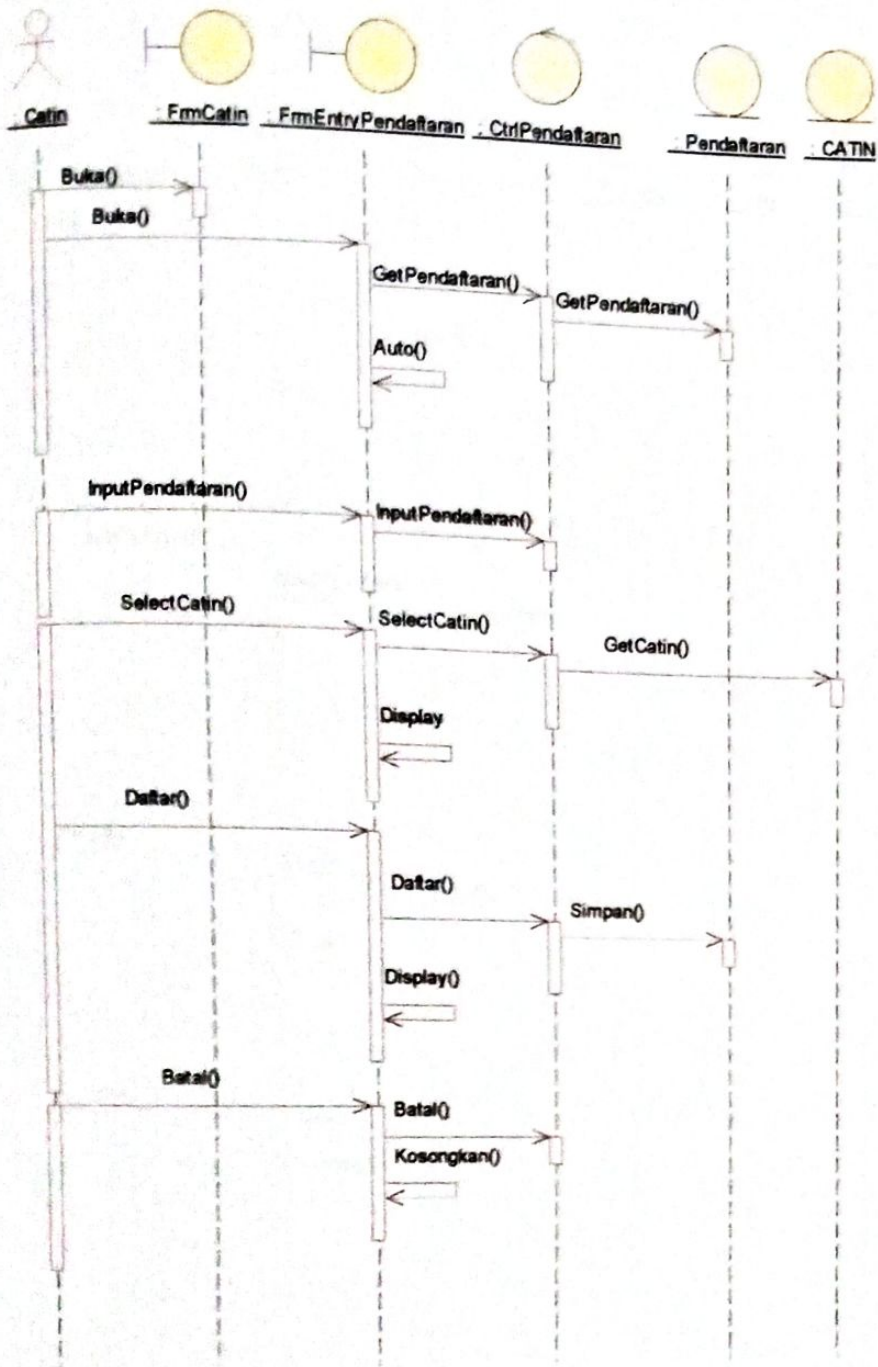 : Catin
: FrmCatin
: FrmEntryPendaftaran
: CtrlPendaftaran
: Pendaftaran
: CATIN
Buka()
Buka()
GetPendaftaran()
GetPendaftaran()
Auto()
InputPendaftaran()
InputPendaftaran()
SelectCatin()
SelectCatin()
GetCatin()
Display
Daftar()
Daftar()
Simpan()
Display()
Batal()
Batal()
Kosongkan()